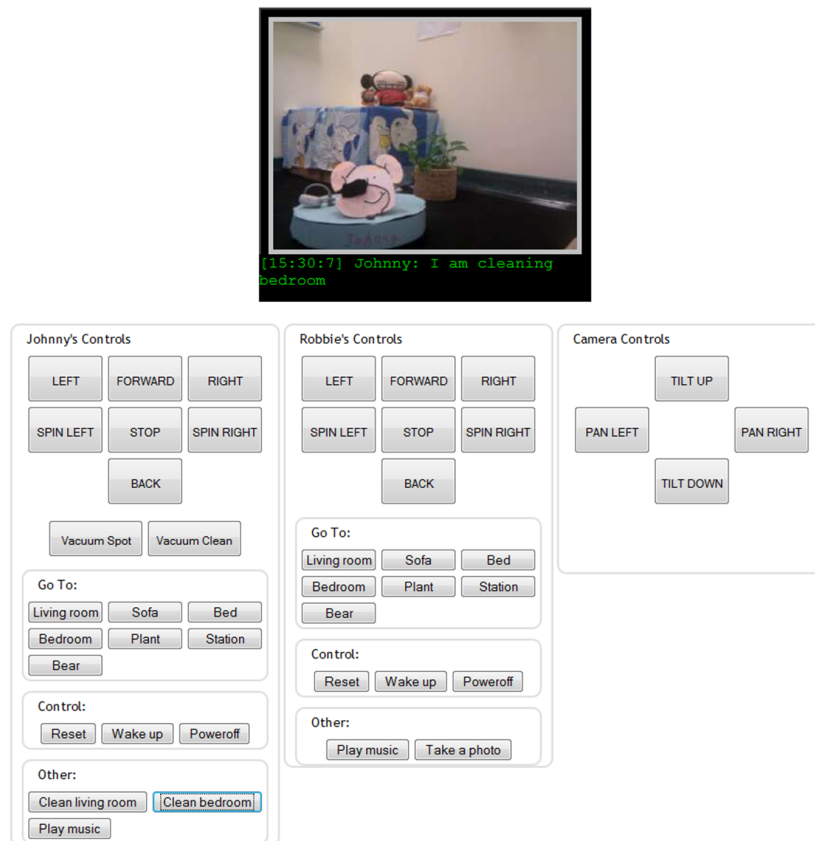 Johnny
[15:30:7] Johnny: I am cleaning
bedroom
Johnny's Controls
LEFT
FORWARD
RIGHT
SPIN LEFT
STOP
SPIN RIGHT
BACK
Vacuum Spot
Vacuum Clean
Go To:
Living room
Sofa
Bed
Bedroom
Plant
Station
Bear
Control:
Reset
Wake up
Poweroff
Other:
Clean living room
Clean bedroom
Play music
Robbie's Controls
LEFT
FORWARD
RIGHT
SPIN LEFT
STOP
SPIN RIGHT
BACK
Go To:
Living room
Sofa
Bed
Bedroom
Plant
Station
Bear
Control:
Reset
Wake up
Poweroff
Other:
Play music
Take a photo
Camera Controls
TILT UP
PAN LEFT
PAN RIGHT
TILT DOWN